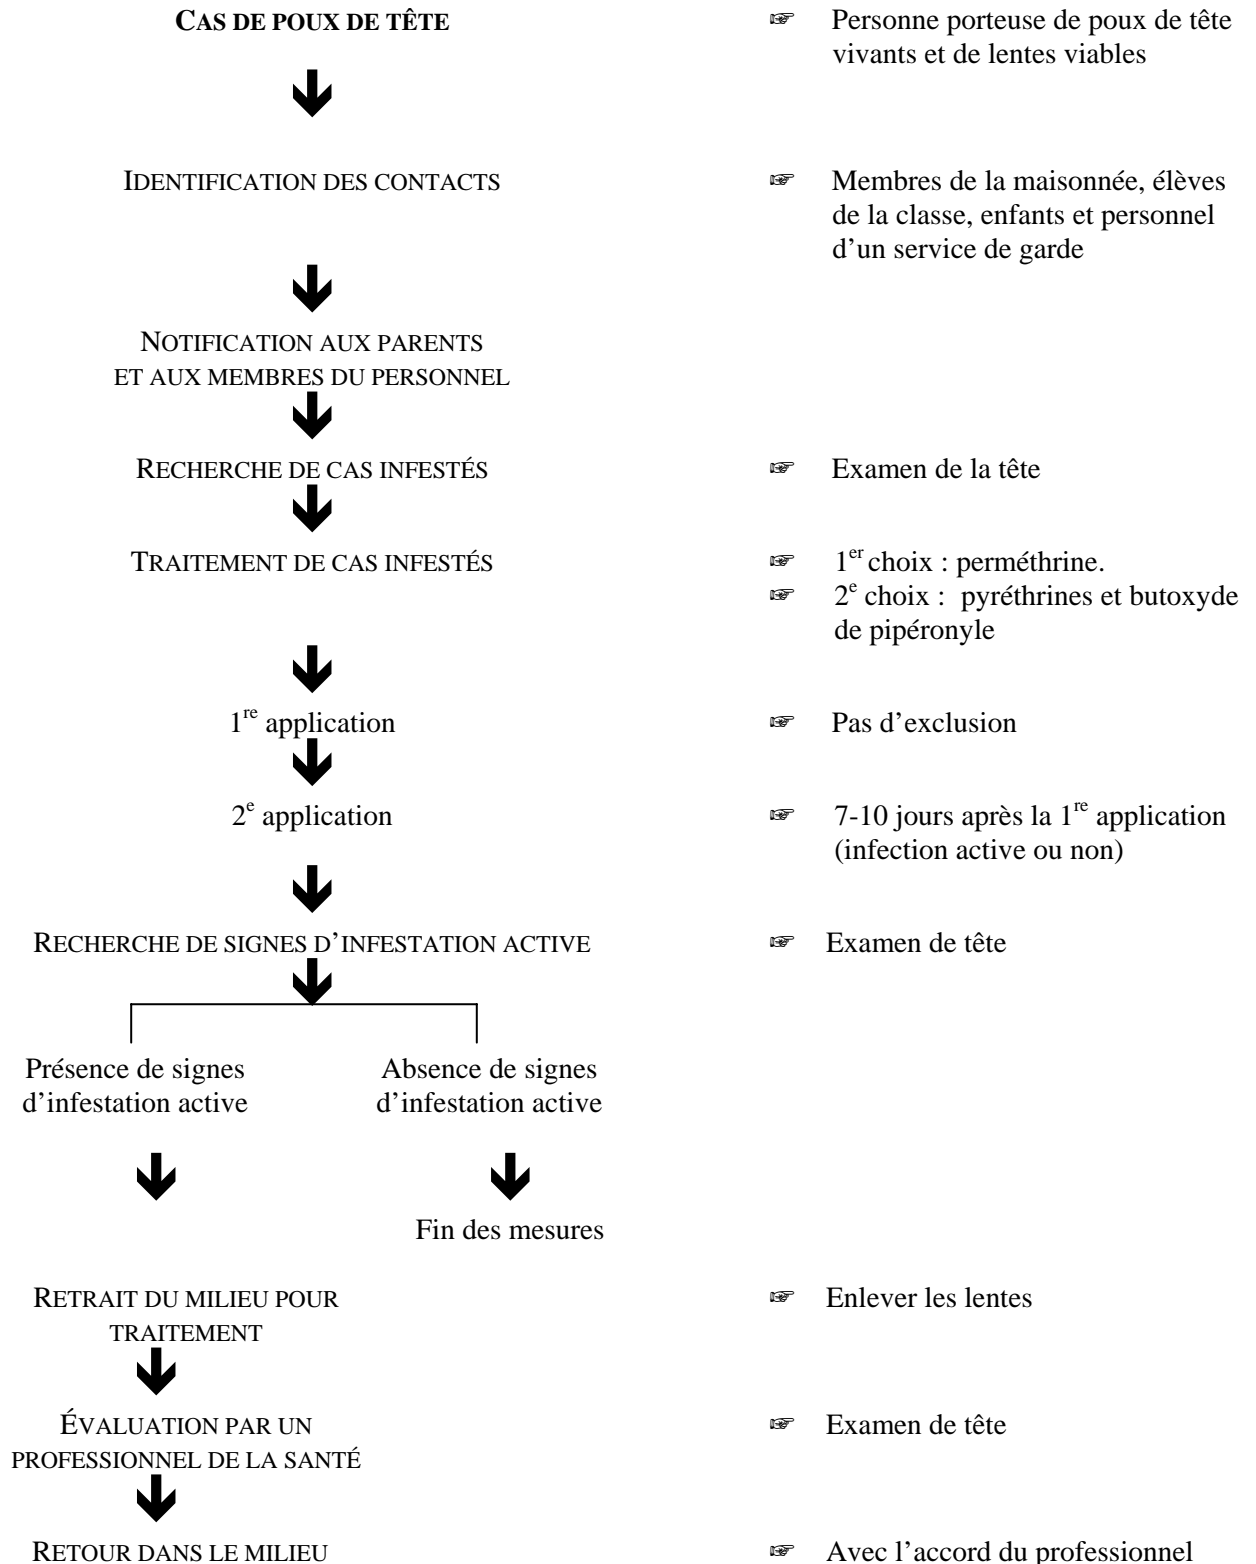 CAS DE POUX DE TÊTE
☞ Personne porteuse de poux de tête
vivants et de lentes viables
IDENTIFICATION DES CONTACTS
☞ Membres de la maisonnée, élèves
de la classe, enfants et personnel
d’un service de garde
NOTIFICATION AUX PARENTS
ET AUX MEMBRES DU PERSONNEL
RECHERCHE DE CAS INFESTÉS
☞ Examen de la tête
TRAITEMENT DE CAS INFESTÉS
☞ 1er choix : perméthrine.
☞ 2e choix : pyréthrines et butoxyde
de pipéronyle
1re application
☞ Pas d’exclusion
2e application
☞ 7-10 jours après la 1re application
(infection active ou non)
RECHERCHE DE SIGNES D’INFESTATION ACTIVE
☞ Examen de tête
Présence de signes
d’infestation active
Absence de signes
d’infestation active
Fin des mesures
RETRAIT DU MILIEU POUR
TRAITEMENT
☞ Enlever les lentes
ÉVALUATION PAR UN
PROFESSIONNEL DE LA SANTÉ
☞ Examen de tête
RETOUR DANS LE MILIEU
☞ Avec l’accord du professionnel